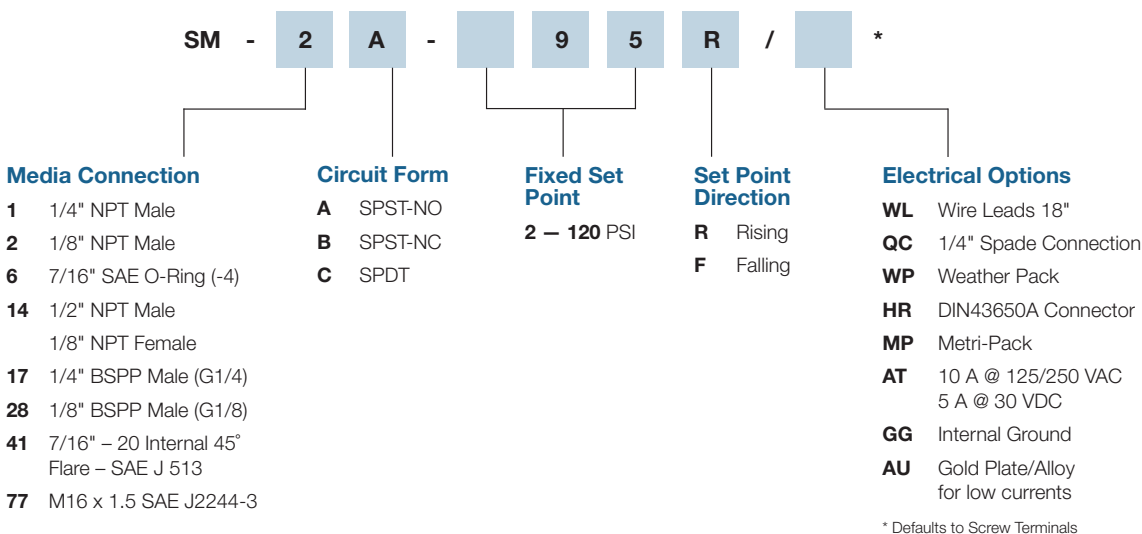 SM - 2 A - 9 5 R / *
Media Connection
1 1/4" NPT Male
2 1/8" NPT Male
6 7/16" SAE O-Ring (-4)
14 1/2" NPT Male
1/8" NPT Female
17 1/4" BSPP Male (G1/4)
28 1/8" BSPP Male (G1/8)
41 7/16" – 20 Internal 45˚
Flare – SAE J 513
77 M16 x 1.5 SAE J2244-3
Circuit Form
A SPST-NO
B SPST-NC
C SPDT
Fixed Set
Point
2 — 120 PSI
Set Point
Direction
R Rising
F Falling
Electrical Options
WL Wire Leads 18"
QC 1/4" Spade Connection
WP Weather Pack
HR DIN43650A Connector
MP Metri-Pack
AT 10 A @ 125/250 VAC
5 A @ 30 VDC
GG Internal Ground
AU Gold Plate/Alloy
for low currents
* Defaults to Screw Terminals